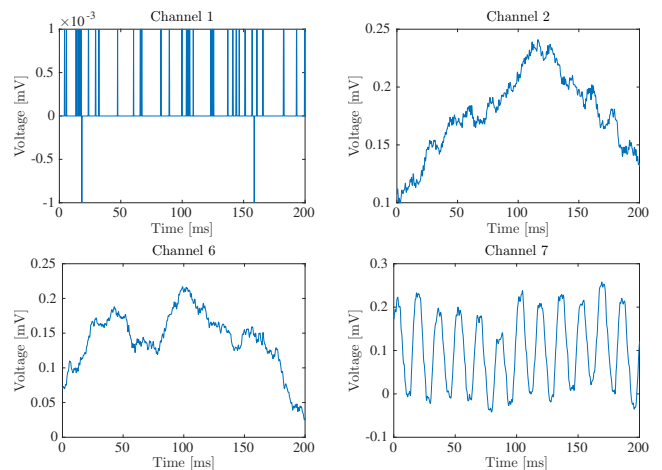 Channel 1
×10⁻³
1
0.5
0
-0.5
-1
Voltage [mV]
0 50 100 150 200
Time [ms]
Channel 2
0.25
0.2
0.15
0.1
Voltage [mV]
0 50 100 150 200
Time [ms]
Channel 6
0.25
0.2
0.15
0.1
0.05
0
Voltage [mV]
0 50 100 150 200
Time [ms]
Channel 7
0.3
0.2
0.1
0
-0.1
Voltage [mV]
0 50 100 150 200
Time [ms]